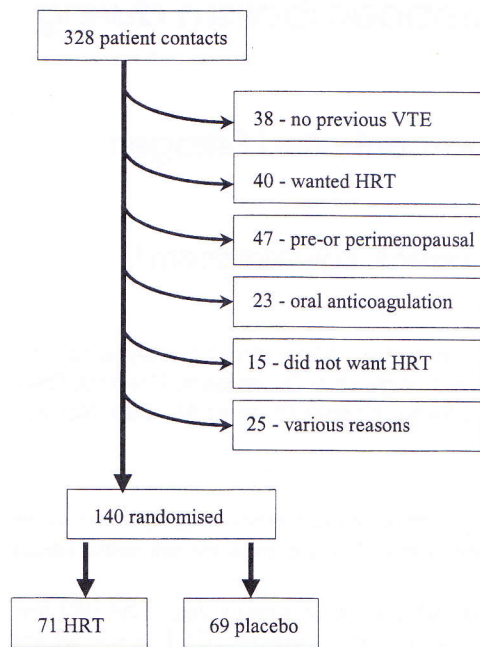 328 patient contacts
38 - no previous VTE
40 - wanted HRT
47 - pre-or perimenopausal
23 - oral anticoagulation
15 - did not want HRT
25 - various reasons
140 randomised
71 HRT
69 placebo